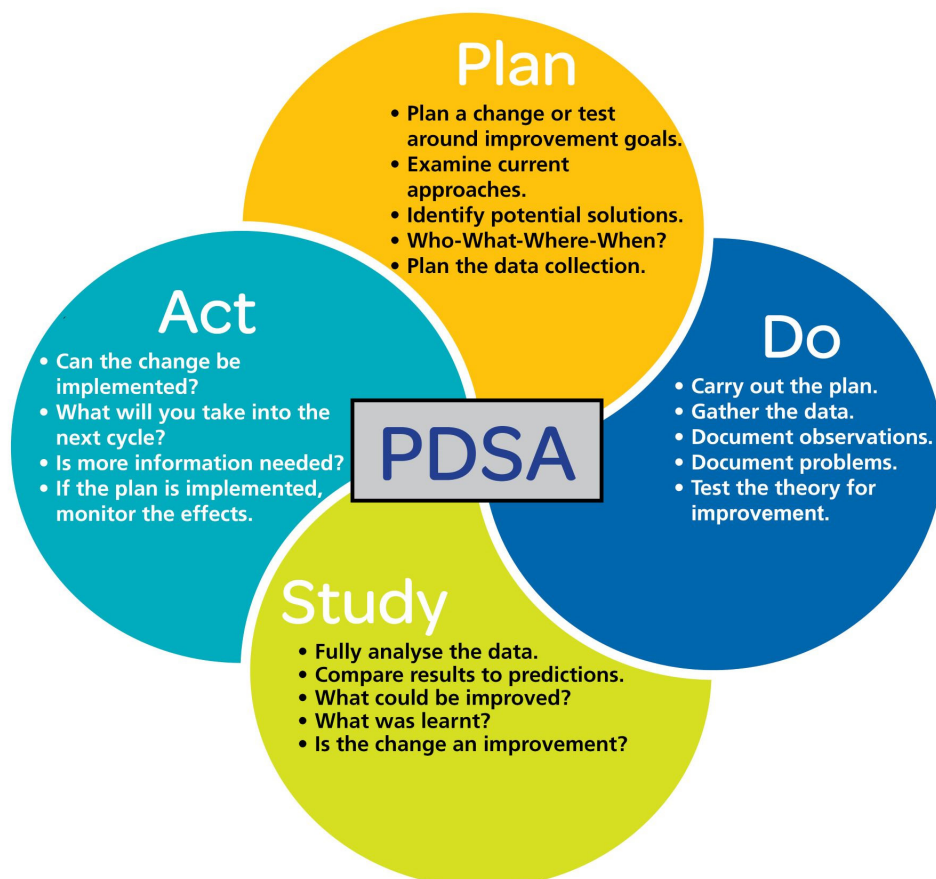 Plan
• Plan a change or test
around improvement goals.
• Examine current
approaches.
• Identify potential solutions.
• Who-What-Where-When?
• Plan the data collection.
Do
• Carry out the plan.
• Gather the data.
• Document observations.
• Document problems.
• Test the theory for
improvement.
Study
• Fully analyse the data.
• Compare results to predictions.
• What could be improved?
• What was learnt?
• Is the change an improvement?
Act
• Can the change be
implemented?
• What will you take into the
next cycle?
• Is more information needed?
• If the plan is implemented,
monitor the effects.
PDSA